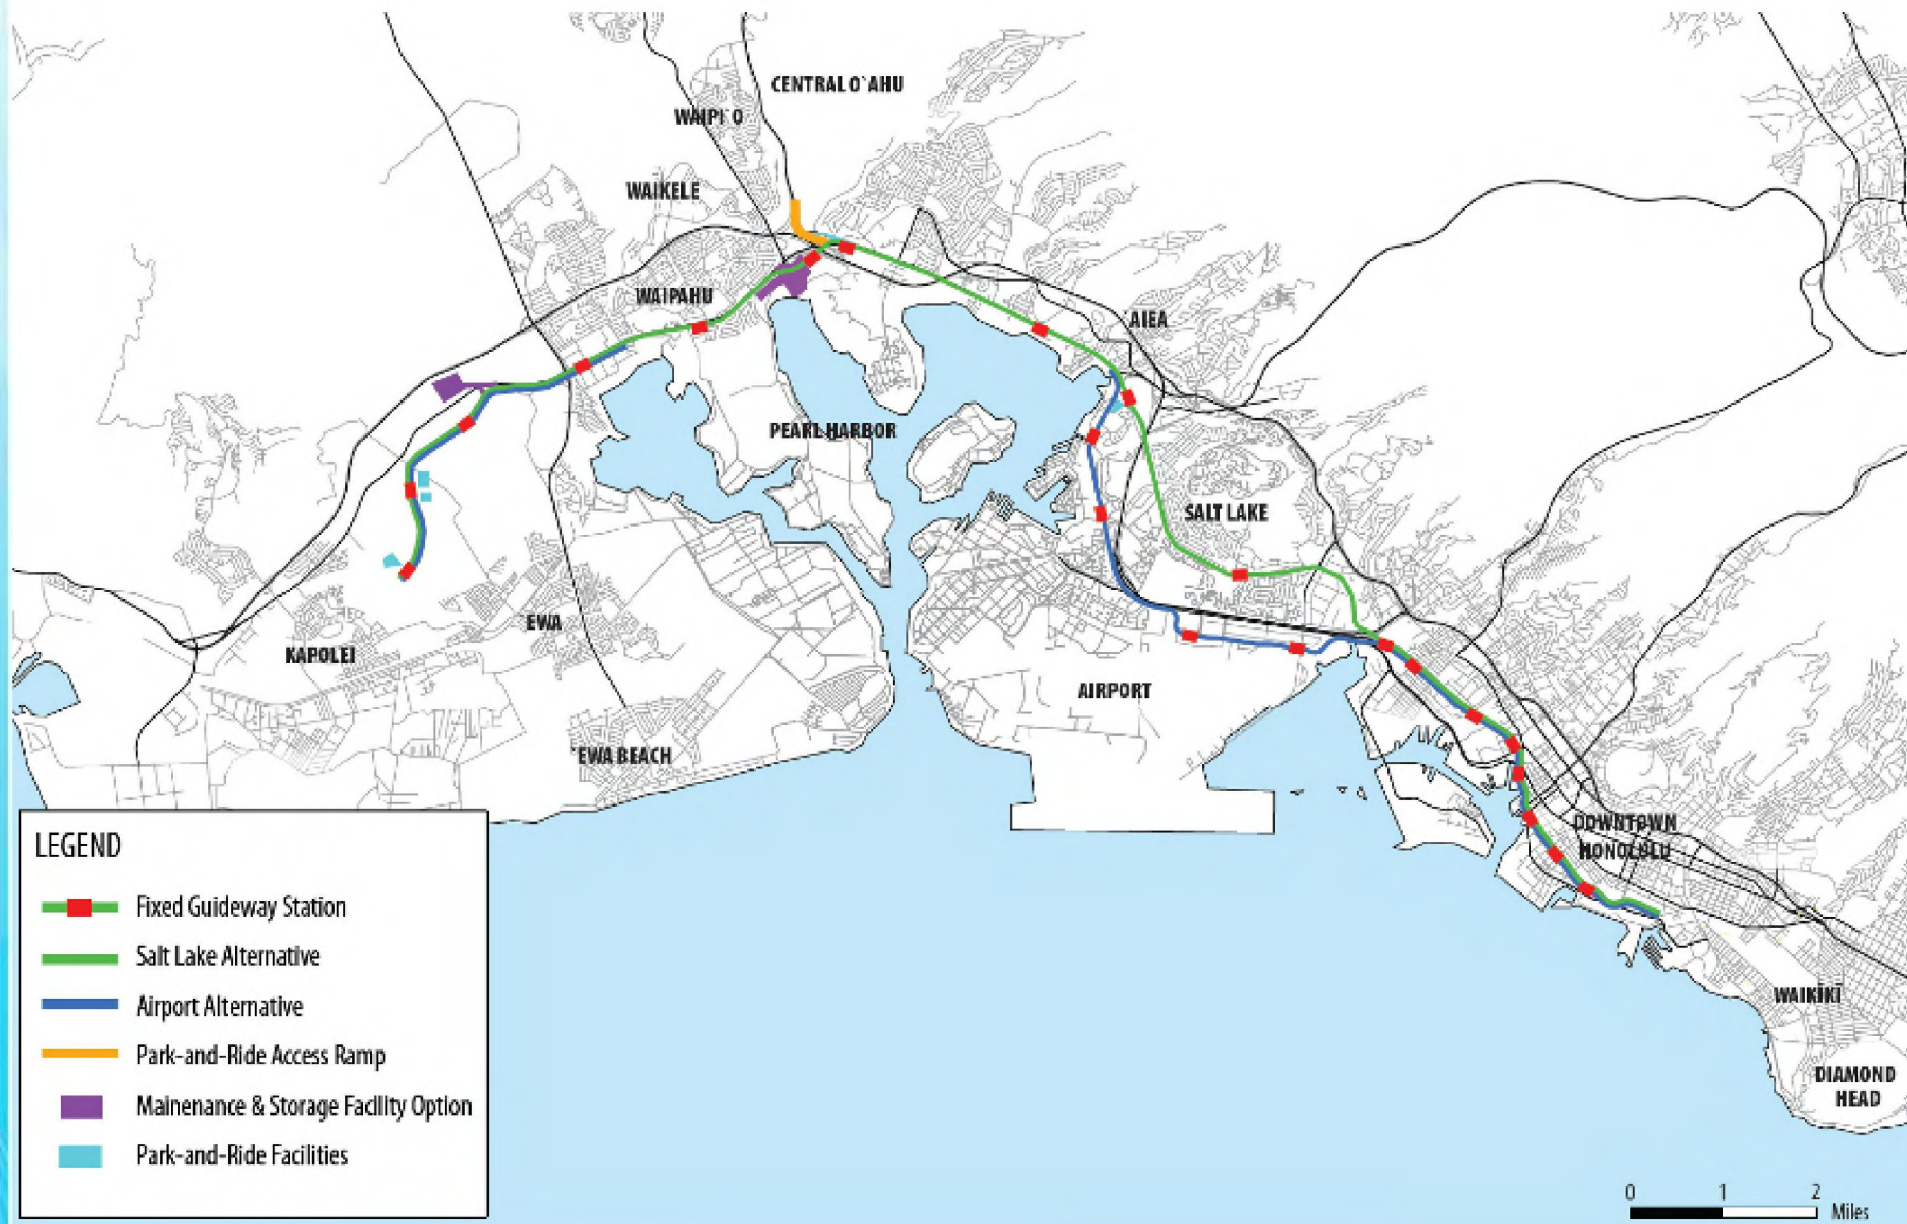 CENTRAL O`AHU
WAIPI`O
WAIKELE
WAIPAHU
AIEA
PEARL HARBOR
SALT LAKE
EWA
KAPOLEI
AIRPORT
`EWA BEACH
DOWNTOWN
HONOLULU
WAIKĪKĪ
DIAMOND
HEAD
LEGEND
Fixed Guideway Station
Salt Lake Alternative
Airport Alternative
Park-and-Ride Access Ramp
Mainenance & Storage Facility Option
Park-and-Ride Facilities
0 1 2
Miles